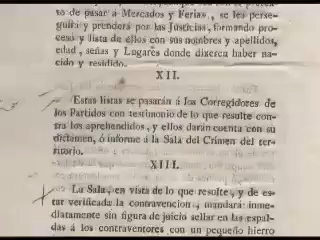 to de pasar á Mercados y Ferias, se les perse-
guirá y prenderá por las Justicias, formando pro-
ceso y lista de ellos con sus nombres y apellidos,
edad, señas y Lugares donde dixeren haber na-
cido y residido.
XII.
Estas listas se pasarán á los Corregidores de
los Partidos con testimonio de lo que resulte con-
tra los aprehendidos, y ellos darán cuenta con su
dictamen, ó informe á la Sala del Crimen del ter-
ritorio.
XIII.
La Sala, en vista de lo que resulte, y de es-
tar verificada la contravencion, mandará inme-
diatamente sin figura de juicio sellar en las espal-
das á los contraventores con un pequeño hierro